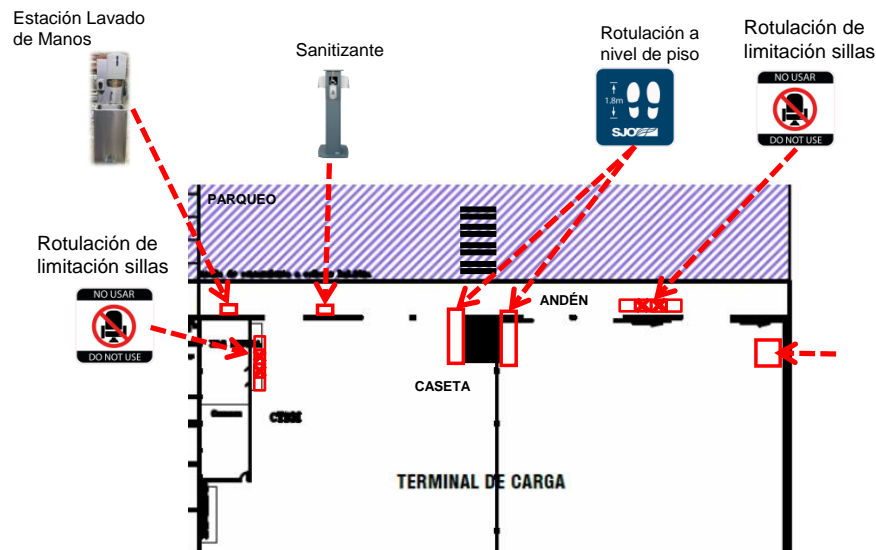 Estación Lavado
de Manos
Sanitizante
Rotulación a
nivel de piso
1.8m
SJO
Rotulación de
limitación sillas
NO USAR
DO NOT USE
PARQUEO
Rotulación de
limitación sillas
NO USAR
DO NOT USE
ANDÉN
CASETA
TERMINAL DE CARGA